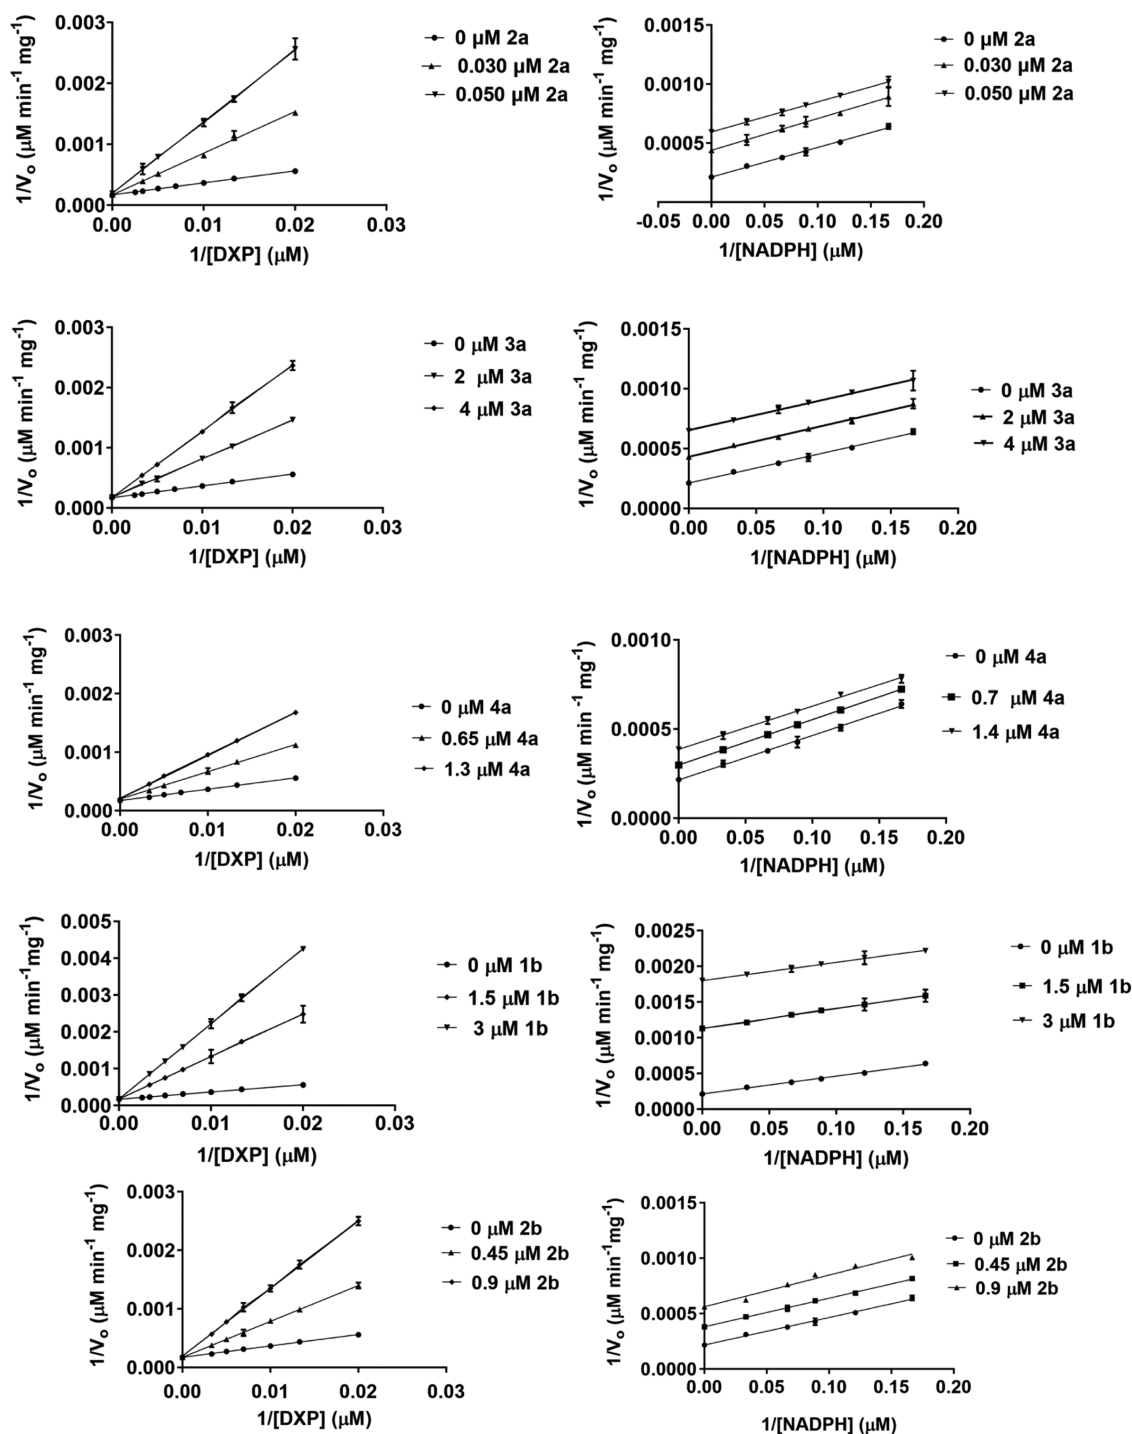 1/Vo (µM min-1 mg-1)
0.003
0.002
0.001
0.000
0.00
0.01
0.02
0.03
1/[DXP] (µM)
0 µM 2a
0.030 µM 2a
0.050 µM 2a
1/Vo (µM min-1 mg-1)
0.0015
0.0010
0.0005
-0.05
0.00
0.05
0.10
0.15
0.20
1/[NADPH] (µM)
0 µM 2a
0.030 µM 2a
0.050 µM 2a
1/Vo (µM min-1 mg-1)
0.003
0.002
0.001
0.000
0.00
0.01
0.02
0.03
1/[DXP] (µM)
0 µM 3a
2 µM 3a
4 µM 3a
1/Vo (µM min-1 mg-1)
0.0015
0.0010
0.0005
0.0000
0.00
0.05
0.10
0.15
0.20
1/[NADPH] (µM)
0 µM 3a
2 µM 3a
4 µM 3a
1/Vo (µM min-1 mg-1)
0.003
0.002
0.001
0.000
0.00
0.01
0.02
0.03
1/[DXP] (µM)
0 µM 4a
0.65 µM 4a
1.3 µM 4a
1/Vo (µM min-1 mg-1)
0.0010
0.0005
0.0000
0.00
0.05
0.10
0.15
0.20
1/[NADPH] (µM)
0 µM 4a
0.7 µM 4a
1.4 µM 4a
1/Vo (µM min-1mg-1)
0.005
0.004
0.003
0.002
0.001
0.000
0.00
0.01
0.02
0.03
1/[DXP] (µM)
0 µM 1b
1.5 µM 1b
3 µM 1b
1/Vo (µM min-1mg-1)
0.0025
0.0020
0.0015
0.0010
0.0005
0.0000
0.00
0.05
0.10
0.15
0.20
1/[NADPH] (µM)
0 µM 1b
1.5 µM 1b
3 µM 1b
1/Vo (µM min-1 mg-1)
0.003
0.002
0.001
0.000
0.00
0.01
0.02
0.03
1/[DXP] (µM)
0 µM 2b
0.45 µM 2b
0.9 µM 2b
1/Vo (µM min-1mg-1)
0.0015
0.0010
0.0005
0.0000
0.00
0.05
0.10
0.15
0.20
1/[NADPH] (µM)
0 µM 2b
0.45 µM 2b
0.9 µM 2b